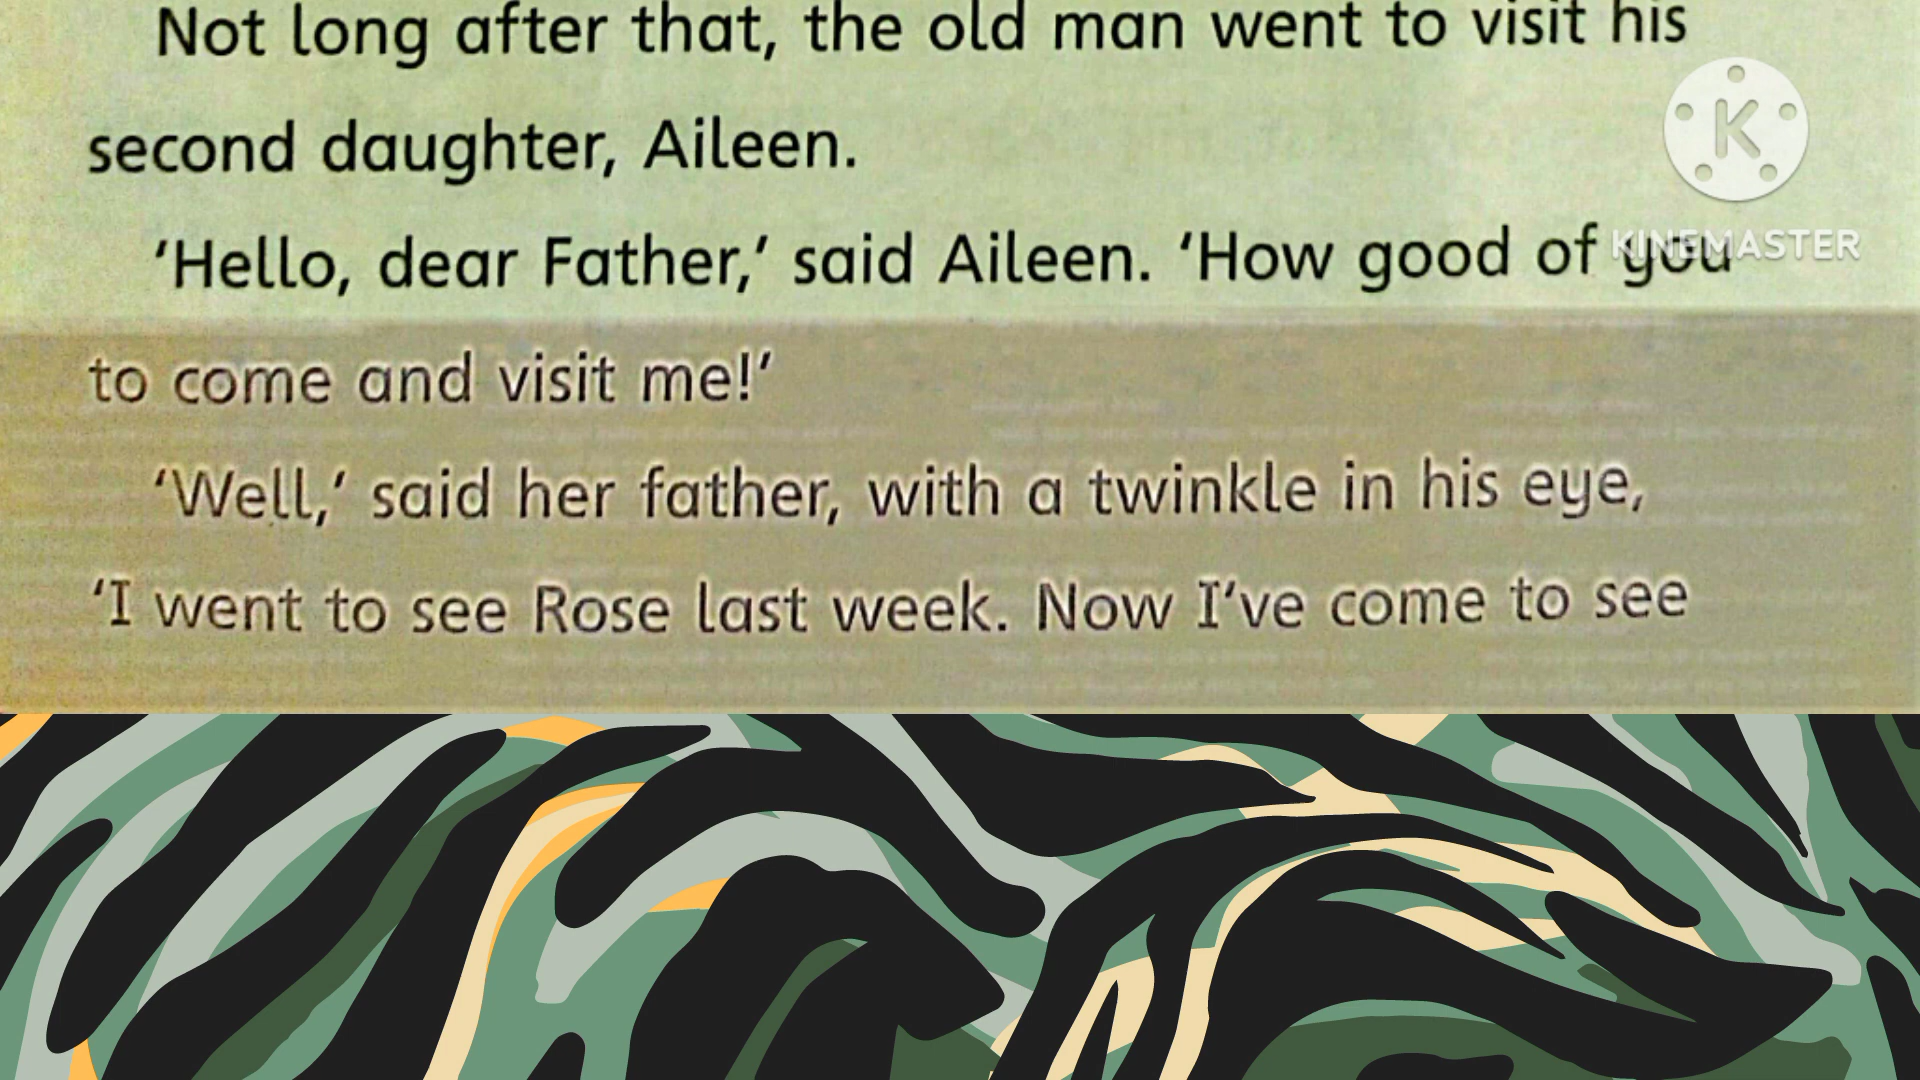 Not long after that, the old man went to visit his
second daughter, Aileen.
‘Hello, dear Father,’ said Aileen. ‘How good of you
to come and visit me!’
‘Well,’ said her father, with a twinkle in his eye,
‘I went to see Rose last week. Now I’ve come to see
K
KINEMASTER